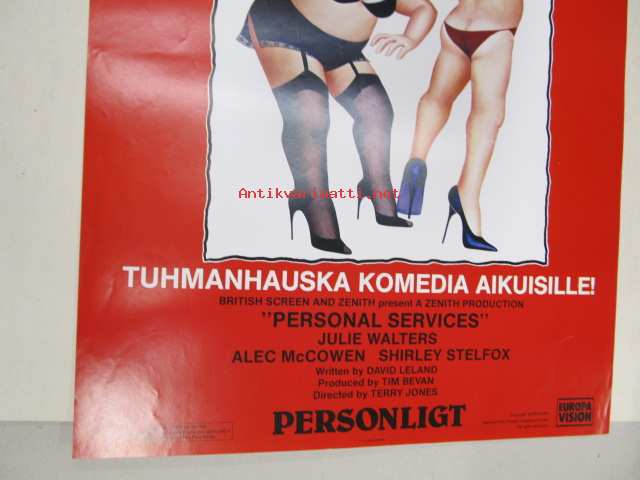 Antikvariaatti.net
TUHMANHAUSKA KOMEDIA AIKUISILLE!
BRITISH SCREEN AND ZENITH present A ZENITH PRODUCTION
"PERSONAL SERVICES"
JULIE WALTERS
ALEC McCOWEN SHIRLEY STELFOX
Written by DAVID LELAND
Produced by TIM BEVAN
Directed by TERRY JONES
PERSONLIGT
EUROPA
VISION